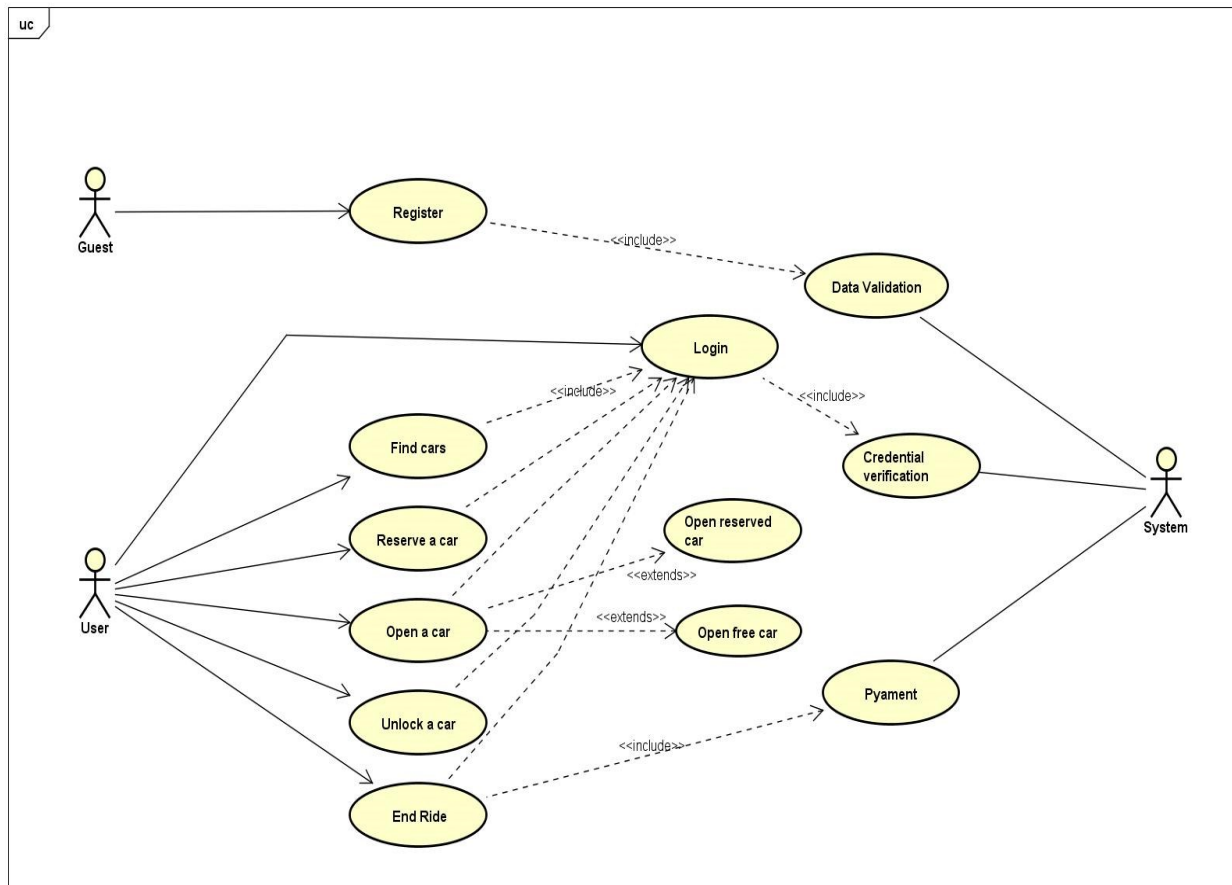 uc
Guest
Register
<<include>>
Data Validation
Login
<<include>>
<<include>>
Find cars
Credential
verification
System
Reserve a car
Open reserved
car
<<extends>>
User
Open a car
<<extends>>
Open free car
Unlock a car
Pyament
<<include>>
End Ride